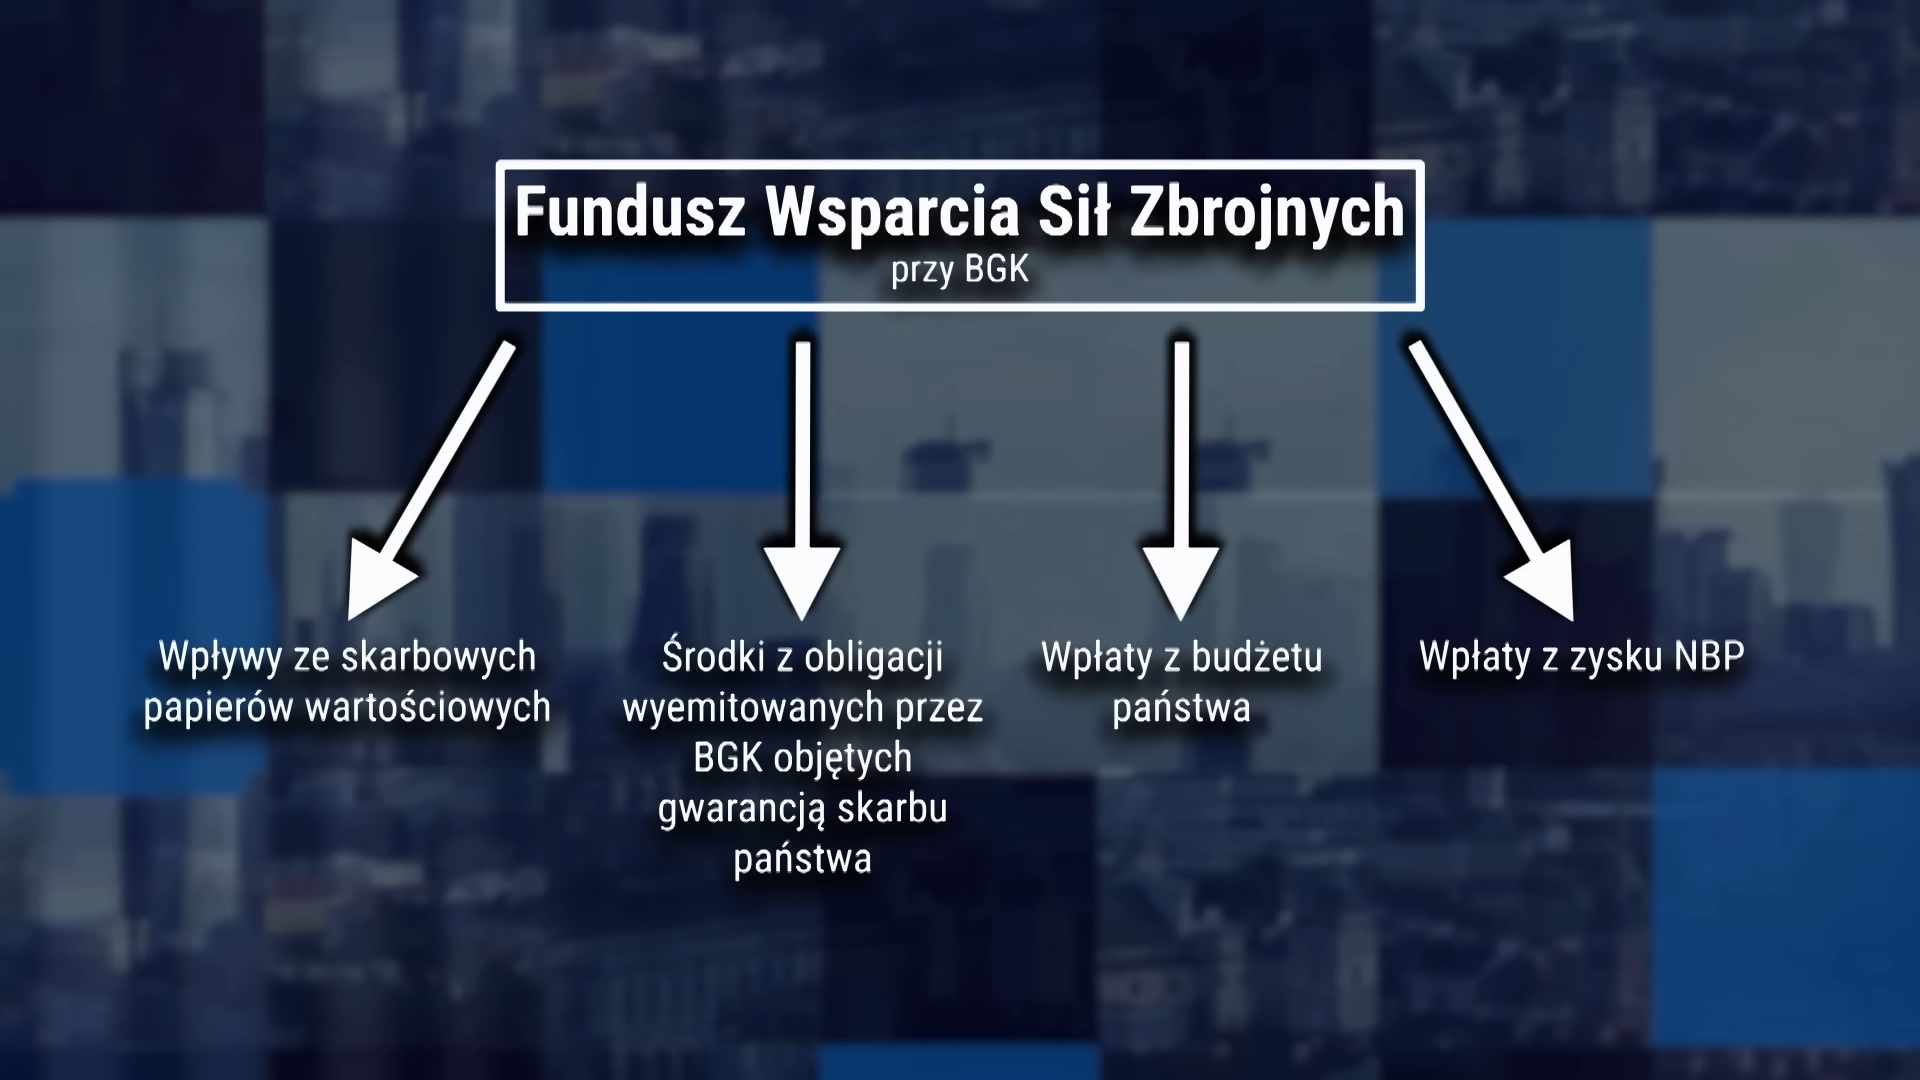 Fundusz Wsparcia Sił Zbrojnych
przy BGK
Wpływy ze skarbowych
papierów wartościowych
Środki z obligacji
wyemitowanych przez
BGK objętych
gwarancją skarbu
państwa
Wpłaty z budżetu
państwa
Wpłaty z zysku NBP